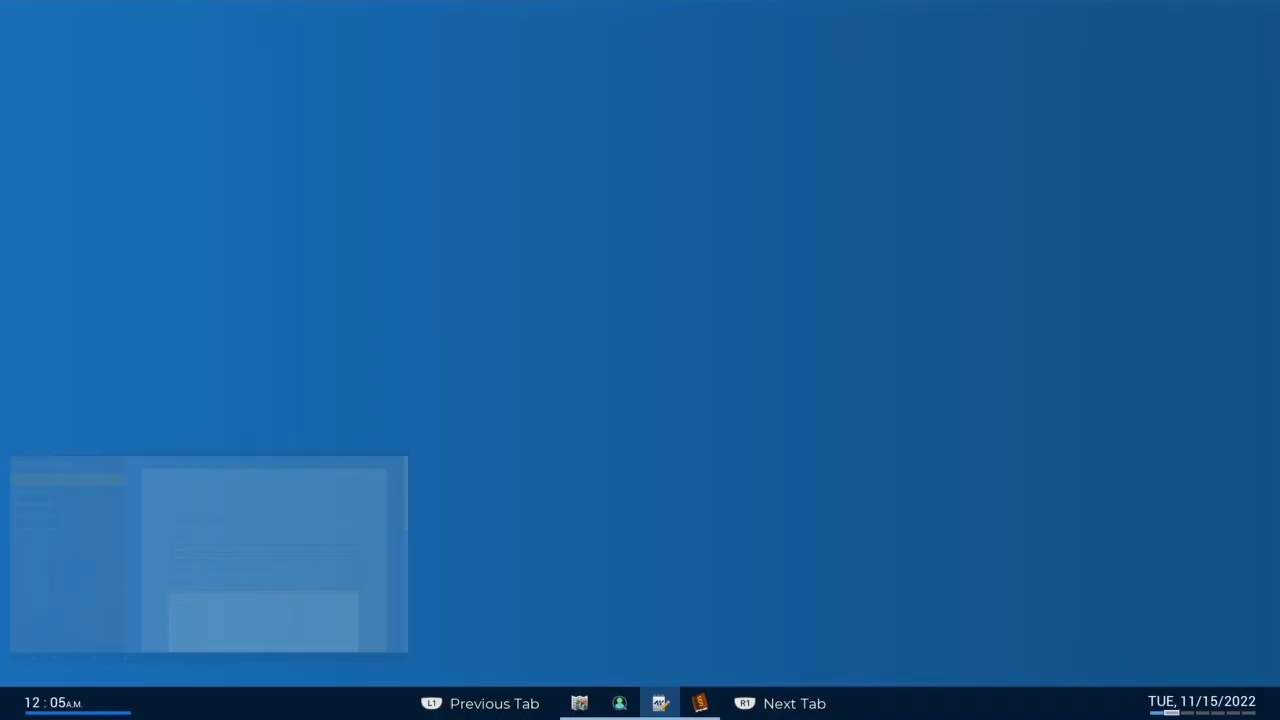 12 : 05A.M.
L1 Previous Tab
R1 Next Tab
TUE, 11/15/2022